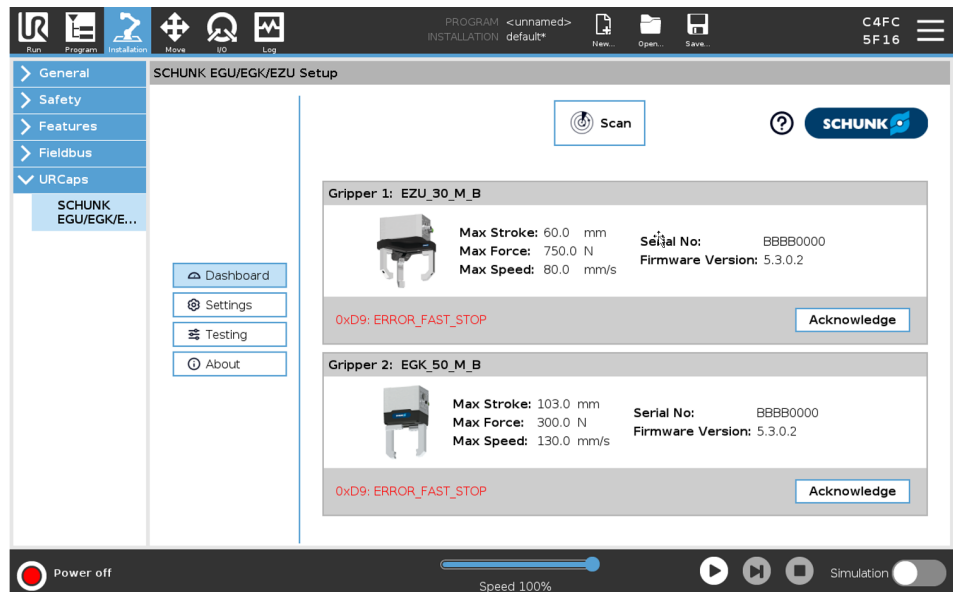 PROGRAM <unnamed>
INSTALLATION default*
C4FC
5F16
Run
Program
Installation
Move
I/O
Log
New...
Open...
Save...
General
Safety
Features
Fieldbus
URCaps
SCHUNK
EGU/EGK/E...
SCHUNK EGU/EGK/EZU Setup
Dashboard
Settings
Testing
About
Scan
SCHUNK
Gripper 1: EZU_30_M_B
Max Stroke: 60.0 mm
Max Force: 750.0 N
Max Speed: 80.0 mm/s
Serial No: BBBB0000
Firmware Version: 5.3.0.2
0xD9: ERROR_FAST_STOP
Acknowledge
Gripper 2: EGK_50_M_B
Max Stroke: 103.0 mm
Max Force: 300.0 N
Max Speed: 130.0 mm/s
Serial No: BBBB0000
Firmware Version: 5.3.0.2
0xD9: ERROR_FAST_STOP
Acknowledge
Power off
Speed 100%
Simulation